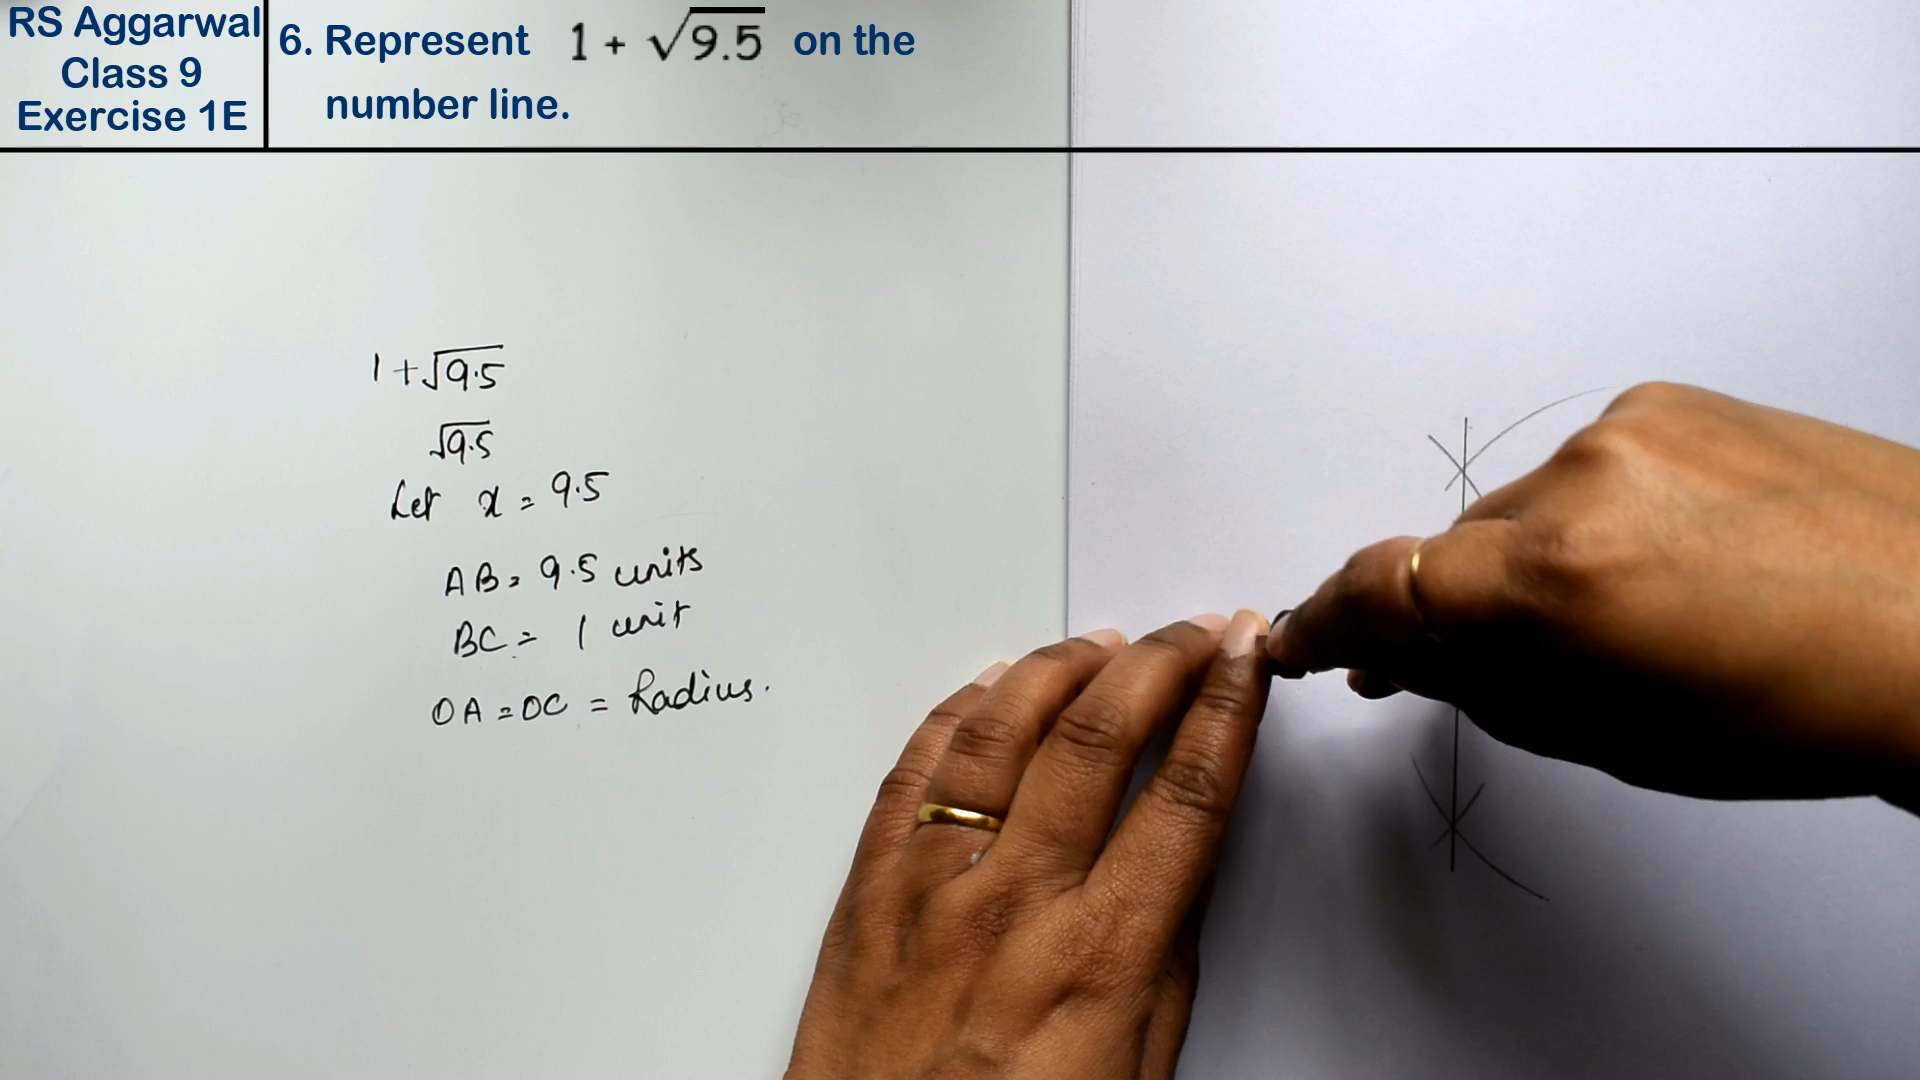 RS Aggarwal
Class 9
Exercise 1E
6. Represent 1 + √9.5 on the
number line.
1 + √9.5
√9.5
Let x = 9.5
AB = 9.5 units
BC = 1 unit
OA = OC = Radius.